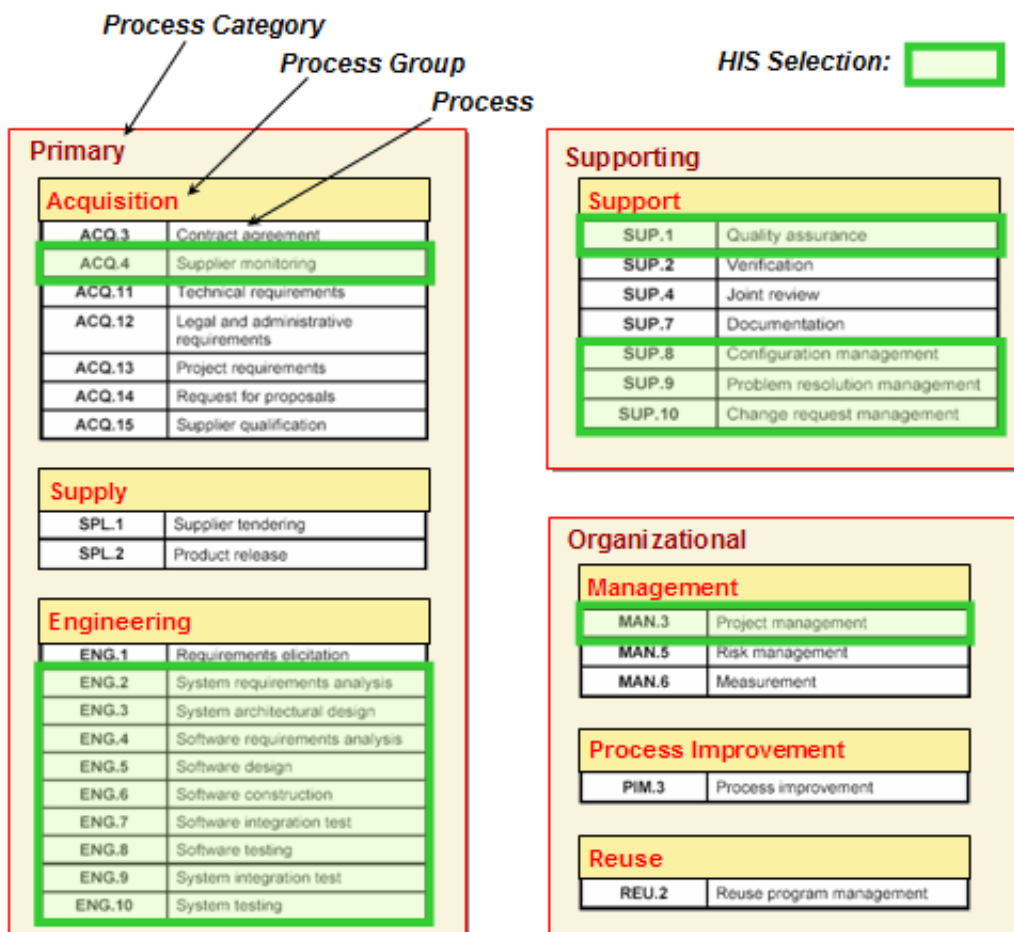 Process Category
Process Group
Process
HIS Selection:
Primary
Acquisition
ACQ.3 Contract agreement
ACQ.4 Supplier monitoring
ACQ.11 Technical requirements
ACQ.12 Legal and administrative
requirements
ACQ.13 Project requirements
ACQ.14 Request for proposals
ACQ.15 Supplier qualification
Supply
SPL.1 Supplier tendering
SPL.2 Product release
Engineering
ENG.1 Requirements elicitation
ENG.2 System requirements analysis
ENG.3 System architectural design
ENG.4 Software requirements analysis
ENG.5 Software design
ENG.6 Software construction
ENG.7 Software integration test
ENG.8 Software testing
ENG.9 System integration test
ENG.10 System testing
Supporting
Support
SUP.1 Quality assurance
SUP.2 Verification
SUP.4 Joint review
SUP.7 Documentation
SUP.8 Configuration management
SUP.9 Problem resolution management
SUP.10 Change request management
Organizational
Management
MAN.3 Project management
MAN.5 Risk management
MAN.6 Measurement
Process Improvement
PIM.3 Process improvement
Reuse
REU.2 Reuse program management